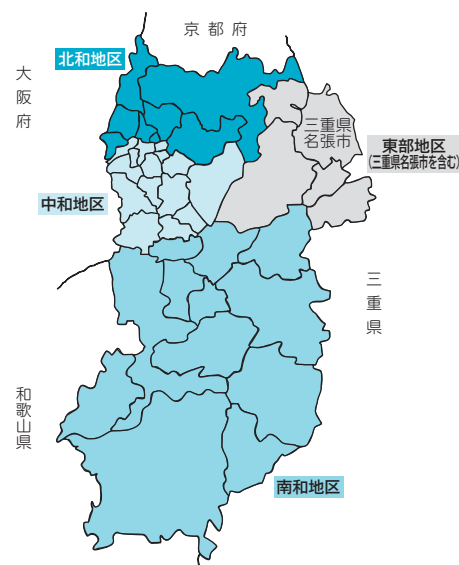 京都府
北和地区
大阪府
三重県
名張市
東部地区
(三重県名張市を含む)
中和地区
三重県
和歌山県
南和地区